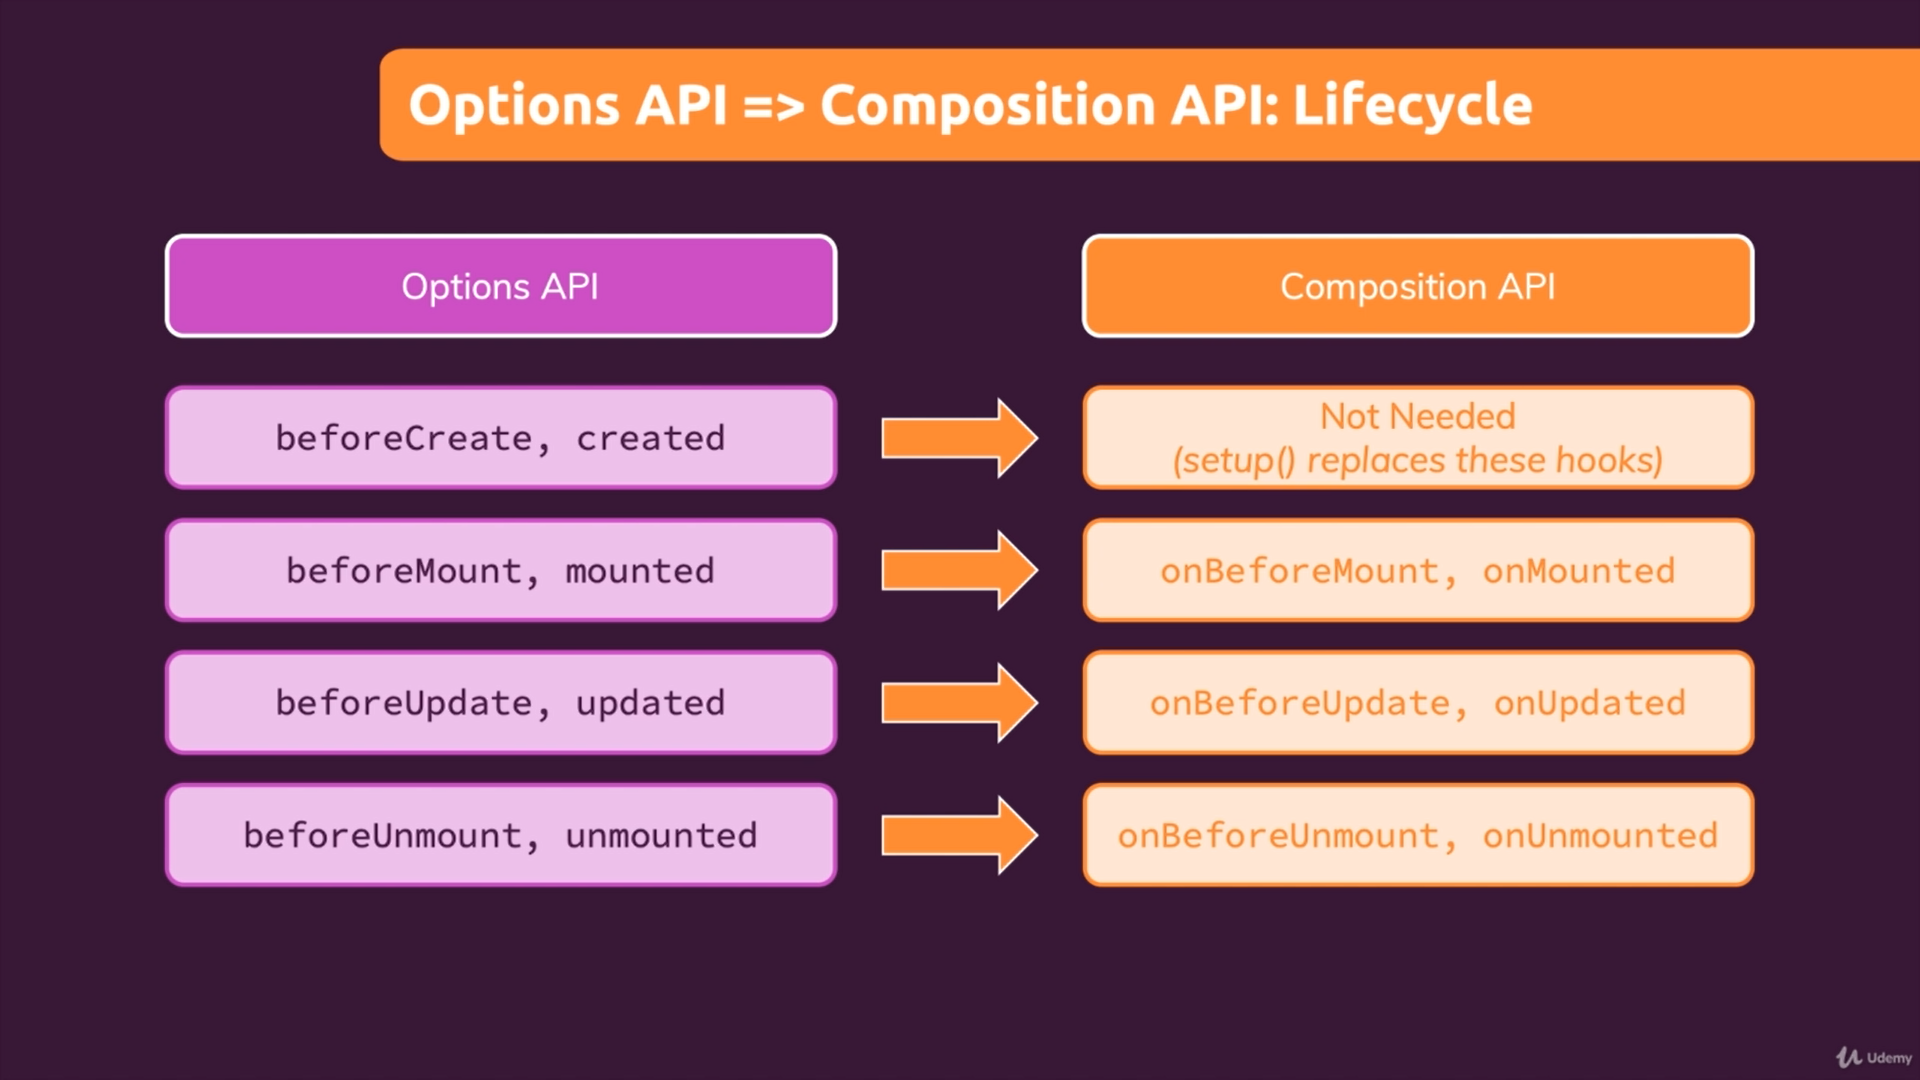 Options API => Composition API: Lifecycle
Options API
Composition API
beforeCreate, created
Not Needed
(setup() replaces these hooks)
beforeMount, mounted
onBeforeMount, onMounted
beforeUpdate, updated
onBeforeUpdate, onUpdated
beforeUnmount, unmounted
onBeforeUnmount, onUnmounted
Udemy